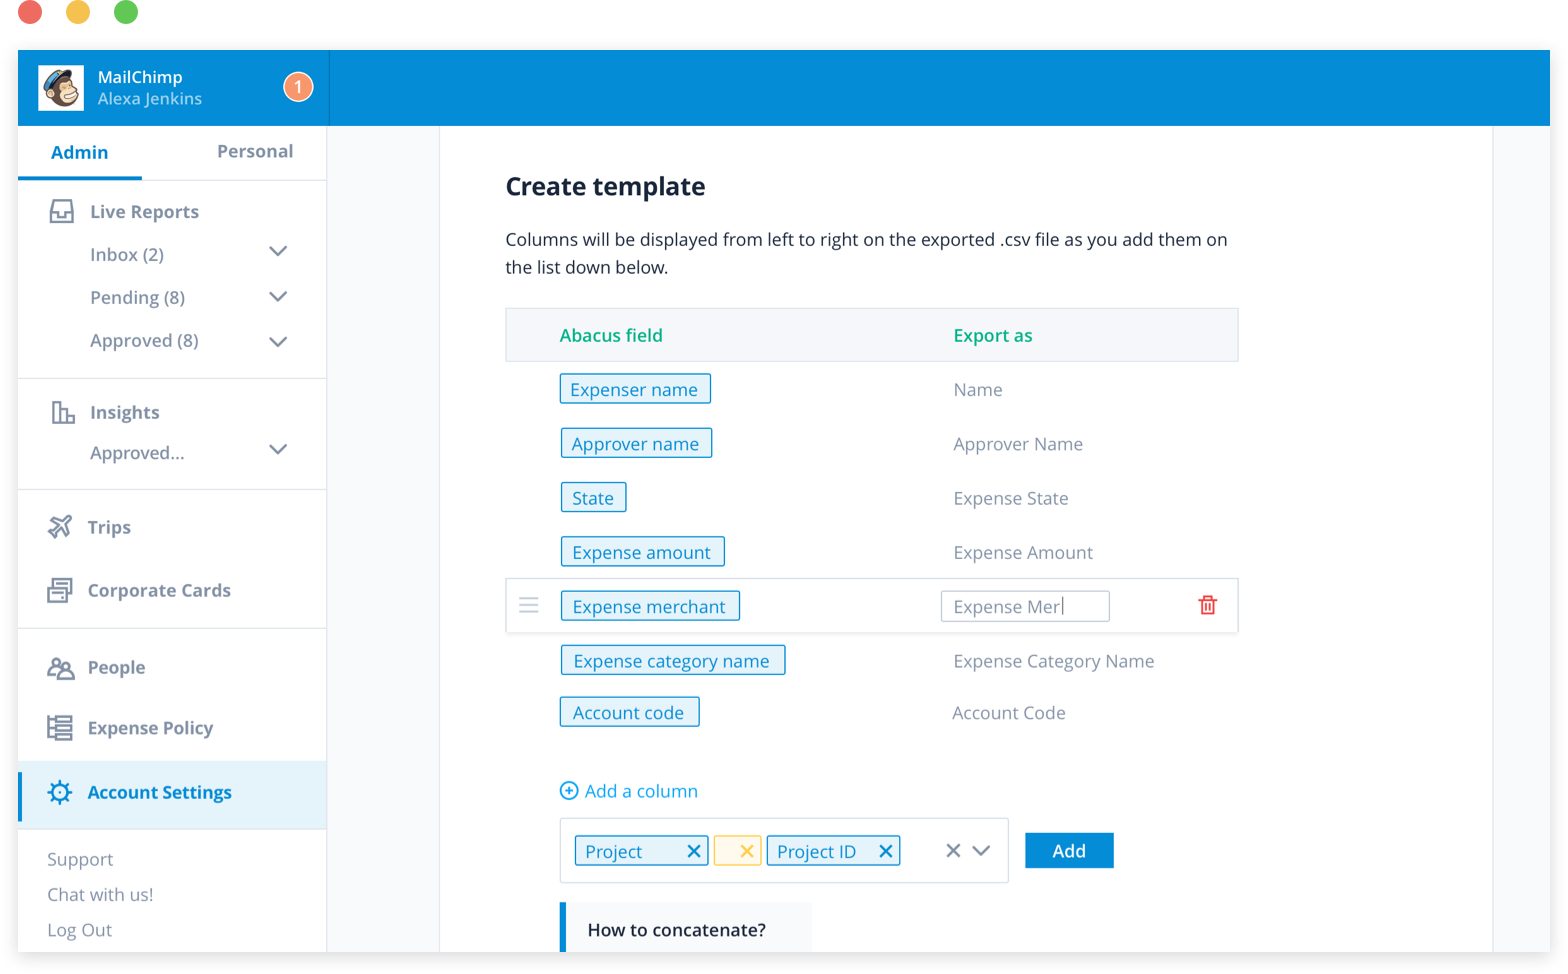 MailChimp
Alexa Jenkins
1
Admin
Personal
Live Reports
Inbox (2)
Pending (8)
Approved (8)
Insights
Approved...
Trips
Corporate Cards
People
Expense Policy
Account Settings
Support
Chat with us!
Log Out
Create template
Columns will be displayed from left to right on the exported .csv file as you add them on
the list down below.
Abacus field Export as
Expenser name Name
Approver name Approver Name
State Expense State
Expense amount Expense Amount
Expense merchant Expense Mer
Expense category name Expense Category Name
Account code Account Code
Add a column
Project Project ID Add
How to concatenate?